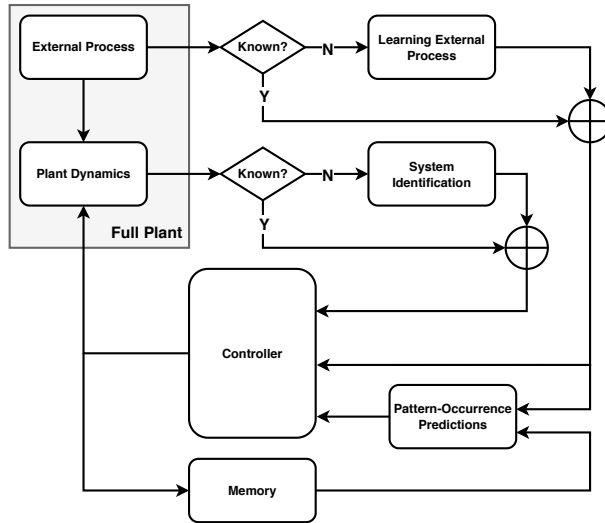 External Process
Known?
N
Learning External
Process
Y
Plant Dynamics
Known?
N
System
Identification
Y
Full Plant
Controller
Pattern-Occurrence
Predictions
Memory